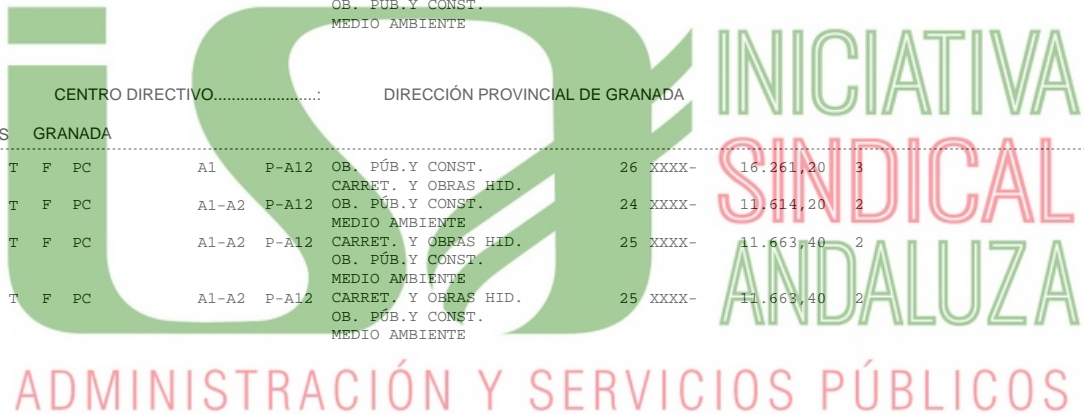 OB. PÚB.Y CONST.
MEDIO AMBIENTE
CENTRO DIRECTIVO.......................: DIRECCIÓN PROVINCIAL DE GRANADA
S GRANADA
T F PC A1 P-A12 OB. PÚB.Y CONST. 26 XXXX- 16.261,20 3
CARRET. Y OBRAS HID.
T F PC A1-A2 P-A12 OB. PÚB.Y CONST. 24 XXXX- 11.614,20 2
MEDIO AMBIENTE
T F PC A1-A2 P-A12 CARRET. Y OBRAS HID. 25 XXXX- 11.663,40 2
OB. PÚB.Y CONST.
MEDIO AMBIENTE
T F PC A1-A2 P-A12 CARRET. Y OBRAS HID. 25 XXXX- 11.663,40 2
OB. PÚB.Y CONST.
MEDIO AMBIENTE
isa
INICIATIVA
SINDICAL
ANDALUZA
ADMINISTRACIÓN Y SERVICIOS PÚBLICOS